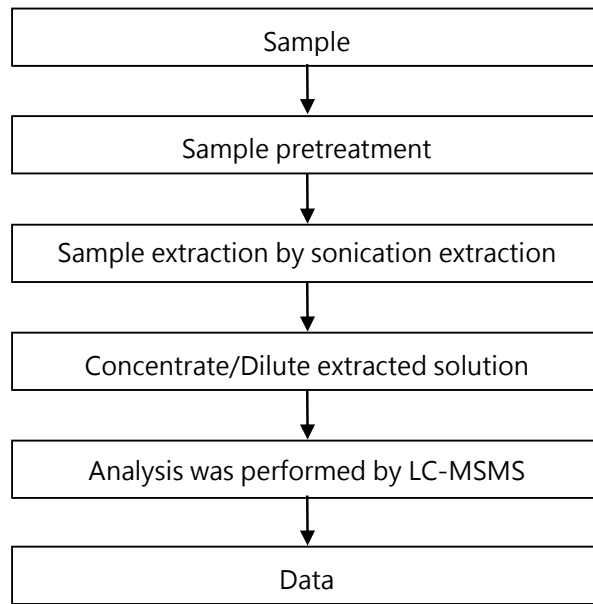 Sample
Sample pretreatment
Sample extraction by sonication extraction
Concentrate/Dilute extracted solution
Analysis was performed by LC-MSMS
Data